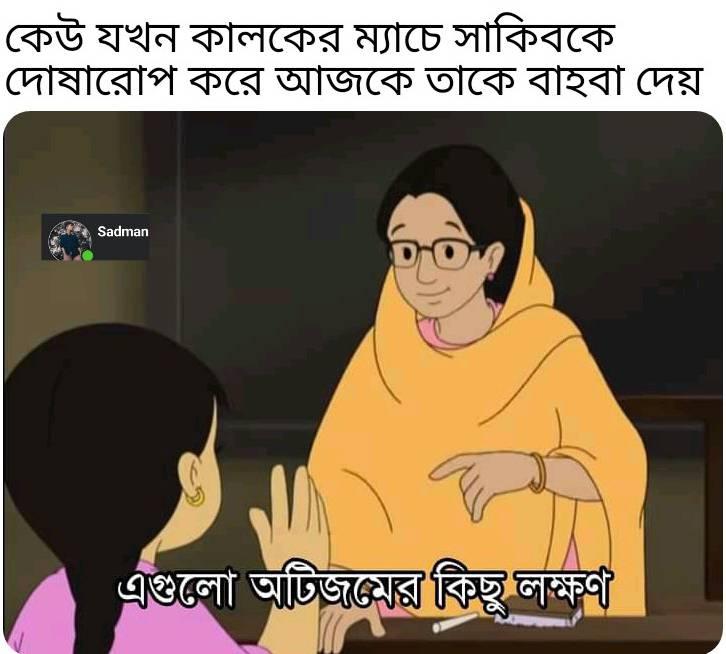 কেউ যখন কালকের ম্যাচে সাকিবকে
দোষারোপ করে আজকে তাকে বাহবা দেয়
Sadman
এগুলো অটিজমের কিছু লক্ষণ